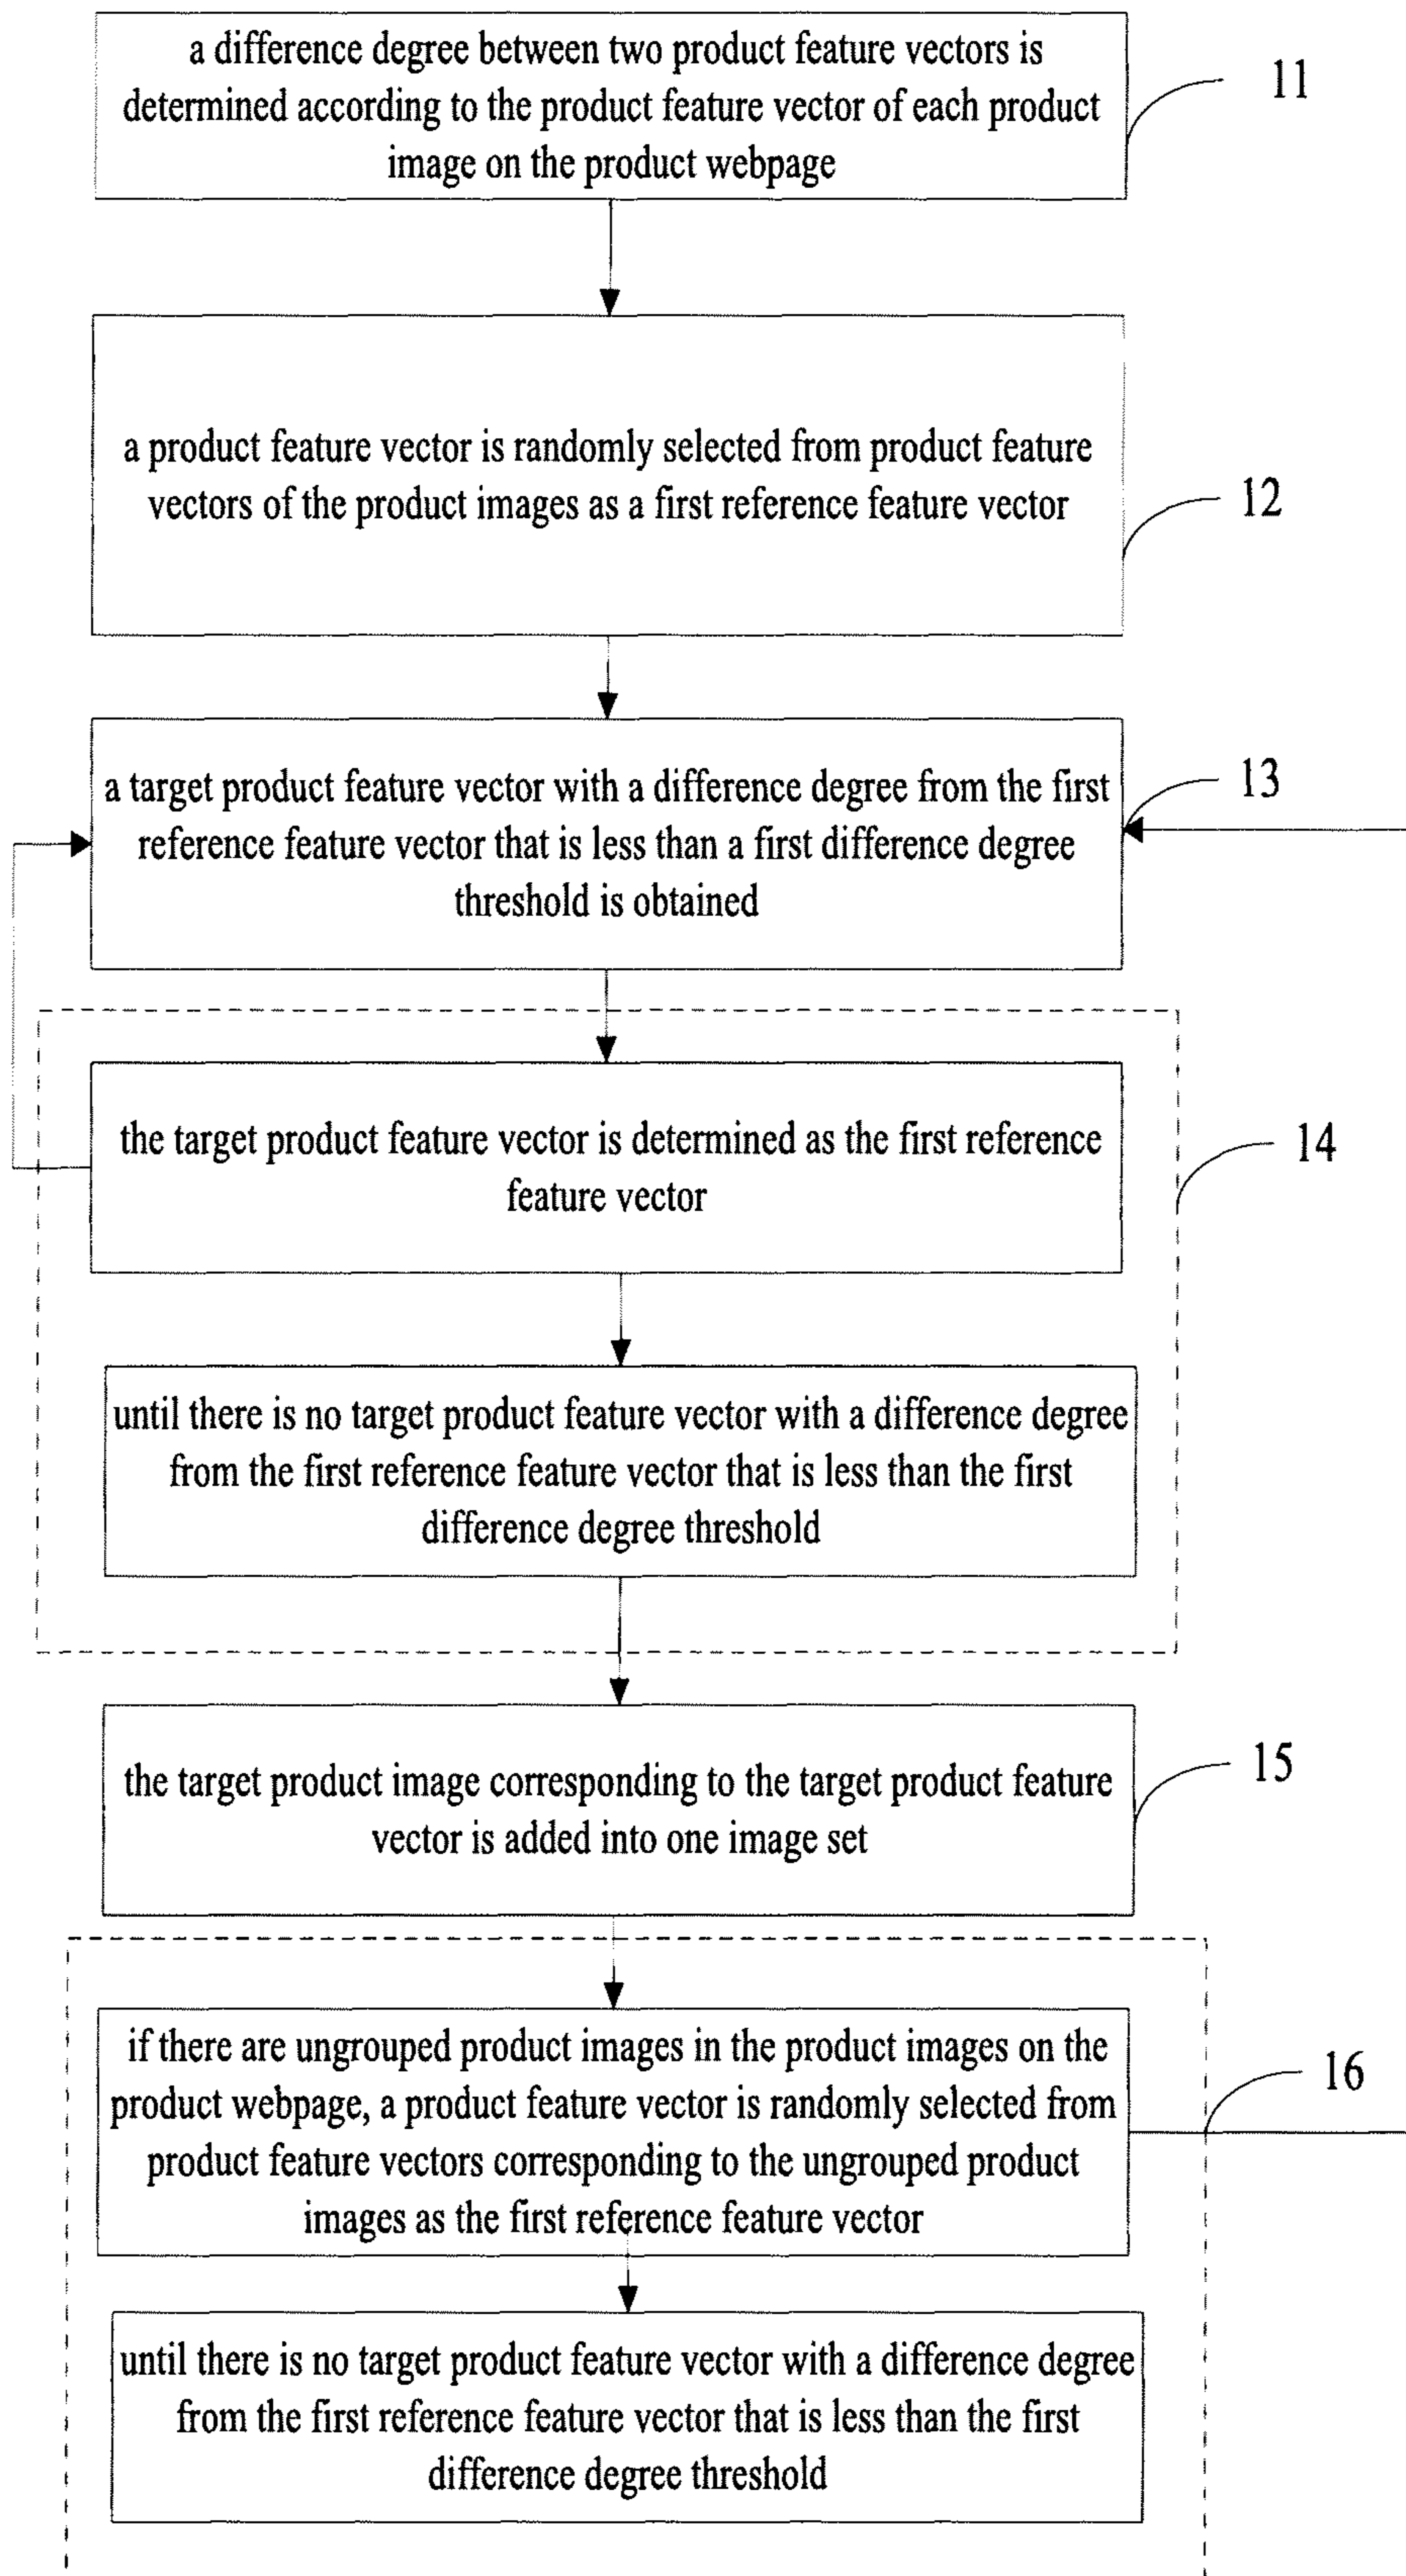 a difference degree between two product feature vectors is
determined according to the product feature vector of each product
image on the product webpage
11
a product feature vector is randomly selected from product feature
vectors of the product images as a first reference feature vector
12
a target product feature vector with a difference degree from the first
reference feature vector that is less than a first difference degree
threshold is obtained
13
the target product feature vector is determined as the first reference
feature vector
14
until there is no target product feature vector with a difference degree
from the first reference feature vector that is less than the first
difference degree threshold
the target product image corresponding to the target product feature
vector is added into one image set
15
if there are ungrouped product images in the product images on the
product webpage, a product feature vector is randomly selected from
product feature vectors corresponding to the ungrouped product
images as the first reference feature vector
16
until there is no target product feature vector with a difference degree
from the first reference feature vector that is less than the first
difference degree threshold